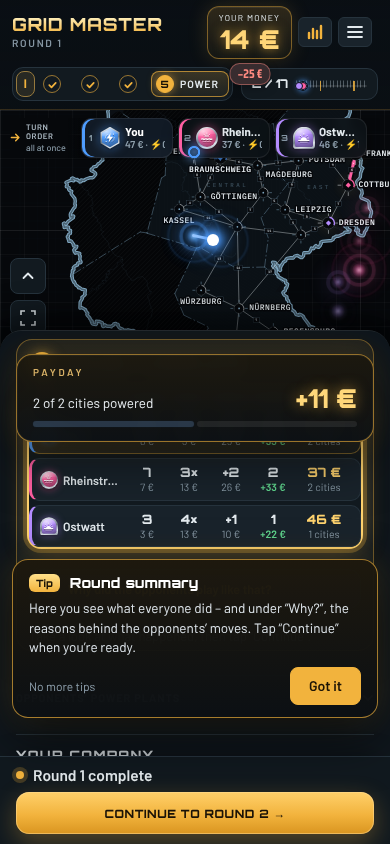 GRID MASTER
ROUND 1
YOUR MONEY
14 €
-25 €
I
5 POWER
17
TURN ORDER
all at once
1 You
47 € ·
2 Rhein...
37 € ·
3 Ostw...
46 € ·
POTSDAM
FRANK
BRAUNSCHWEIG
MAGDEBURG
CENTRAL
EAST
COTTBU
GÖTTINGEN
LEIPZIG
KASSEL
DRESDEN
WÜRZBURG
NÜRNBERG
PAYDAY
2 of 2 cities powered
+11 €
Rheinstr... 7 3x +2 2 37 €
7 € 13 € 26 € +33 € 2 cities
Ostwatt 3 4x +1 1 46 €
3 € 13 € 10 € +22 € 1 cities
Tip Round summary
Here you see what everyone did – and under "Why?", the
reasons behind the opponents' moves. Tap "Continue"
when you're ready.
No more tips
Got it
YOUR COMPANY
Round 1 complete
CONTINUE TO ROUND 2 →